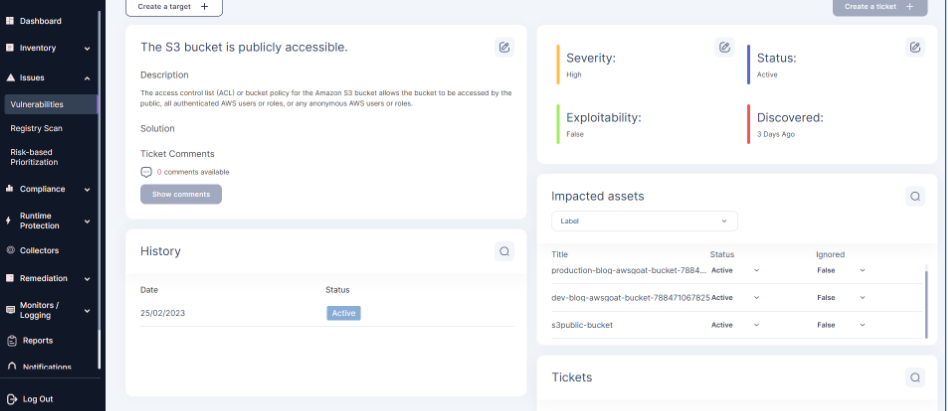 Dashboard
Inventory
Issues
Vulnerabilities
Registry Scan
Risk-based
Prioritization
Compliance
Runtime
Protection
Collectors
Remediation
Monitors /
Logging
Reports
Notifications
Log Out
Create a target +
Create a ticket +
The S3 bucket is publicly accessible.
Description
The access control list (ACL) or bucket policy for the Amazon S3 bucket allows the bucket to be accessed by the
public, all authenticated AWS users or roles, or any anonymous AWS users or roles.
Solution
Ticket Comments
0 comments available
Show comments
History
Date Status
25/02/2023 Active
Severity:
High
Status:
Active
Exploitability:
False
Discovered:
3 Days Ago
Impacted assets
Label
Title Status Ignored
production-blog-awsgoat-bucket-7884... Active False
dev-blog-awsgoat-bucket-788471067825 Active False
s3public-bucket Active False
Tickets